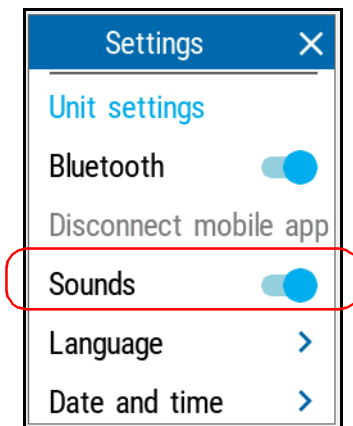 Settings
Unit settings
Bluetooth
Disconnect mobile app
Sounds
Language
Date and time